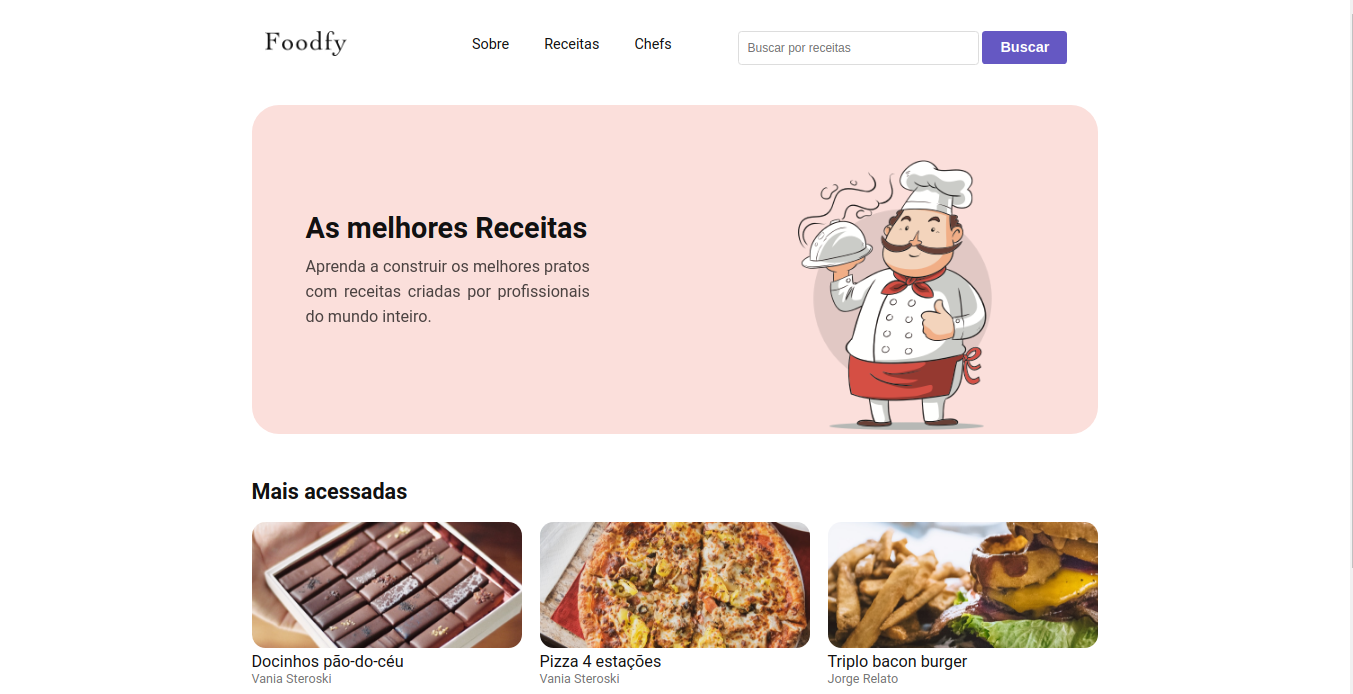 Foodfy
Sobre
Receitas
Chefs
Buscar por receitas
Buscar
As melhores Receitas
Aprenda a construir os melhores pratos
com receitas criadas por profissionais
do mundo inteiro.
Mais acessadas
Docinhos pão-do-céu
Vania Steroski
Pizza 4 estações
Vania Steroski
Triplo bacon burger
Jorge Relato